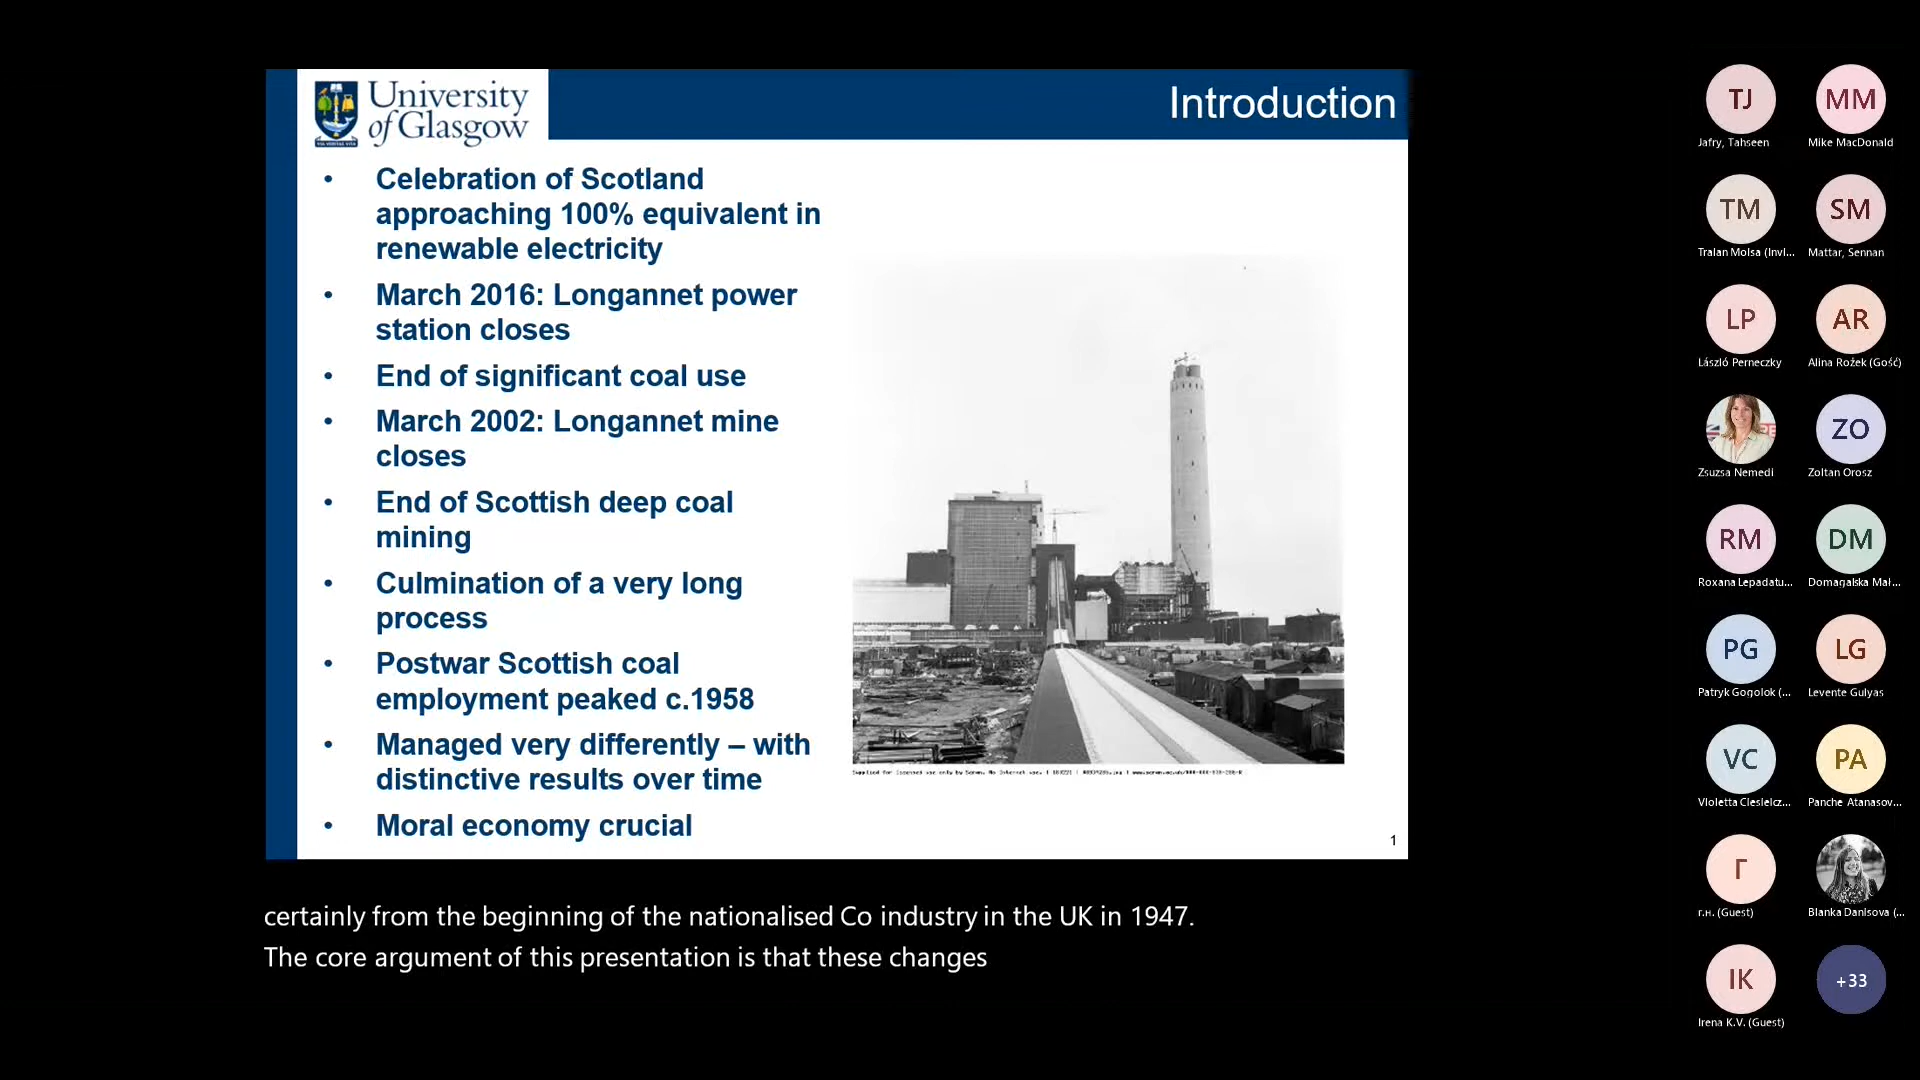 University
of Glasgow
Introduction
• Celebration of Scotland
approaching 100% equivalent in
renewable electricity
• March 2016: Longannet power
station closes
• End of significant coal use
• March 2002: Longannet mine
closes
• End of Scottish deep coal
mining
• Culmination of a very long
process
• Postwar Scottish coal
employment peaked c.1958
• Managed very differently – with
distinctive results over time
• Moral economy crucial
1
certainly from the beginning of the nationalised Co industry in the UK in 1947.
The core argument of this presentation is that these changes
TJ
Jafry, Tahseen
MM
Mike MacDonald
TM
Traian Moisa (Invi...
SM
Mattar, Sennan
LP
László Perneczky
AR
Alina Rożek (Gość)
Zsuzsa Nemedi
ZO
Zoltan Orosz
RM
Roxana Lepadatu...
DM
Domagalska Mał...
PG
Patryk Gogolok (...
LG
Levente Gulyas
VC
Violetta Cieslelcz...
PA
Panche Atanasov...
Г
г.н. (Guest)
Blanka Danisova (...
IK
Irena K.V. (Guest)
+33